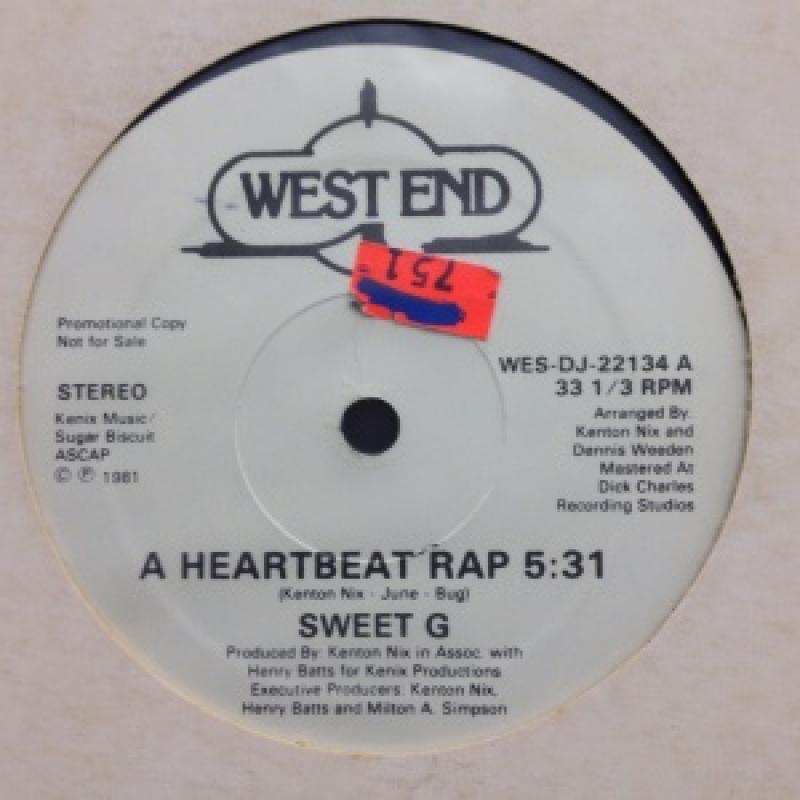 WEST END
751
Promotional Copy
Not for Sale
STEREO
Kenix Music/
Sugar Biscuit
ASCAP
© ℗ 1981
WES-DJ-22134 A
33 1/3 RPM
Arranged By:
Kenton Nix and
Dennis Weeden
Mastered At
Dick Charles
Recording Studios
A HEARTBEAT RAP 5:31
(Kenton Nix - June - Bug)
SWEET G
Produced By: Kenton Nix in Assoc. with
Henry Batts for Kenix Productions
Executive Producers: Kenton Nix,
Henry Batts and Milton A. Simpson